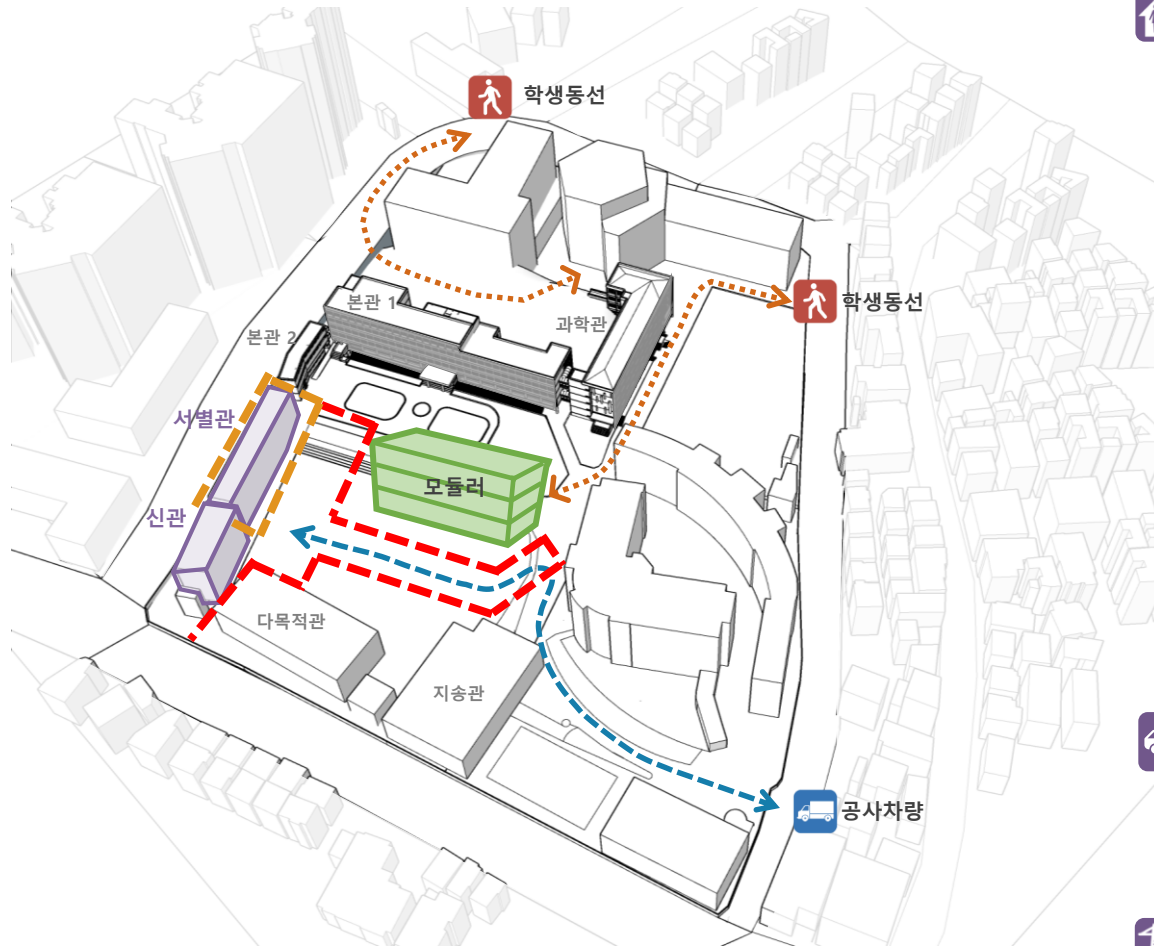 학생동선
학생동선
본관 1
과학관
본관 2
서별관
모듈러
신관
다목적관
지송관
공사차량